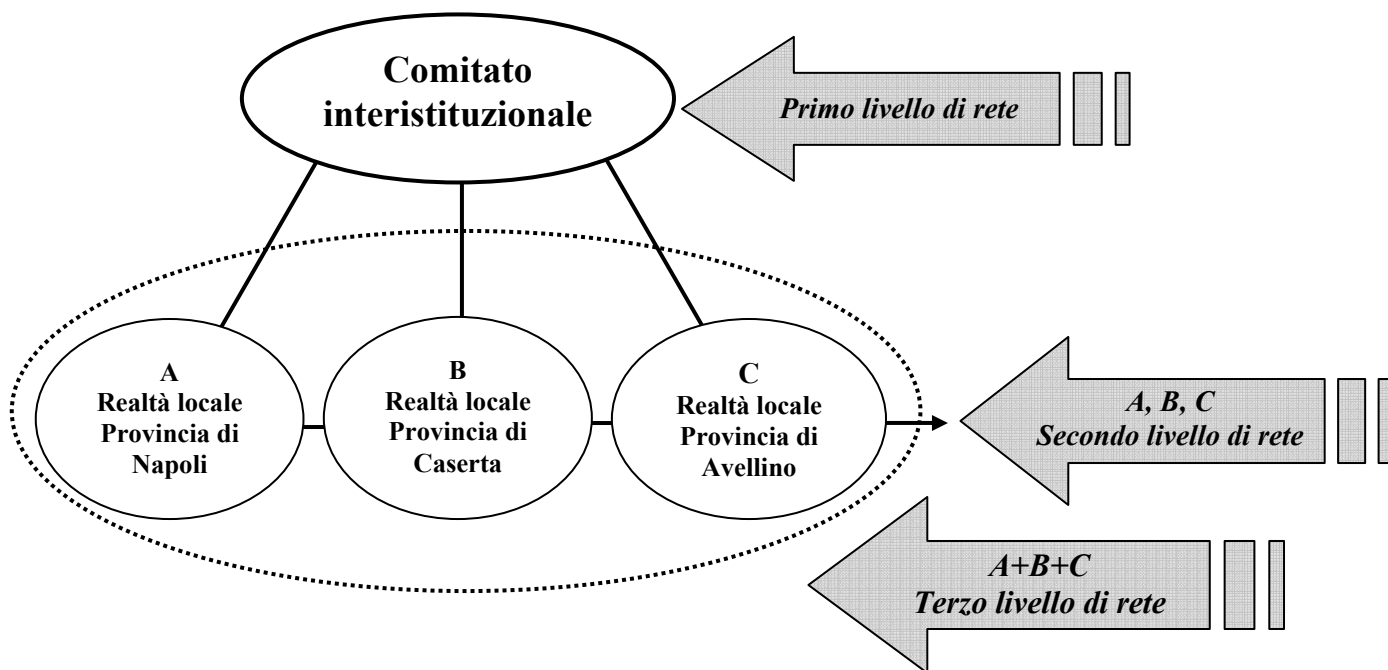 Comitato
interistituzionale
Primo livello di rete
A
Realtà locale
Provincia di
Napoli
B
Realtà locale
Provincia di
Caserta
C
Realtà locale
Provincia di
Avellino
A, B, C
Secondo livello di rete
A+B+C
Terzo livello di rete